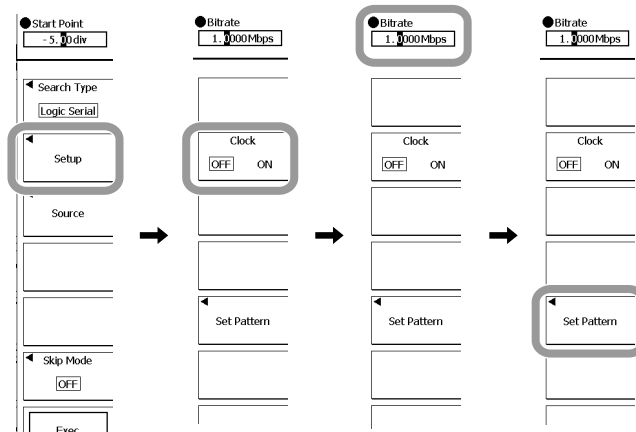 Start Point
-5.00div
Search Type
Logic Serial
Setup
Source
Skip Mode
OFF
Exec
Bitrate
1.0000Mbps
Clock
OFF ON
Set Pattern
Bitrate
1.0000Mbps
Clock
OFF ON
Set Pattern
Bitrate
1.0000Mbps
Clock
OFF ON
Set Pattern